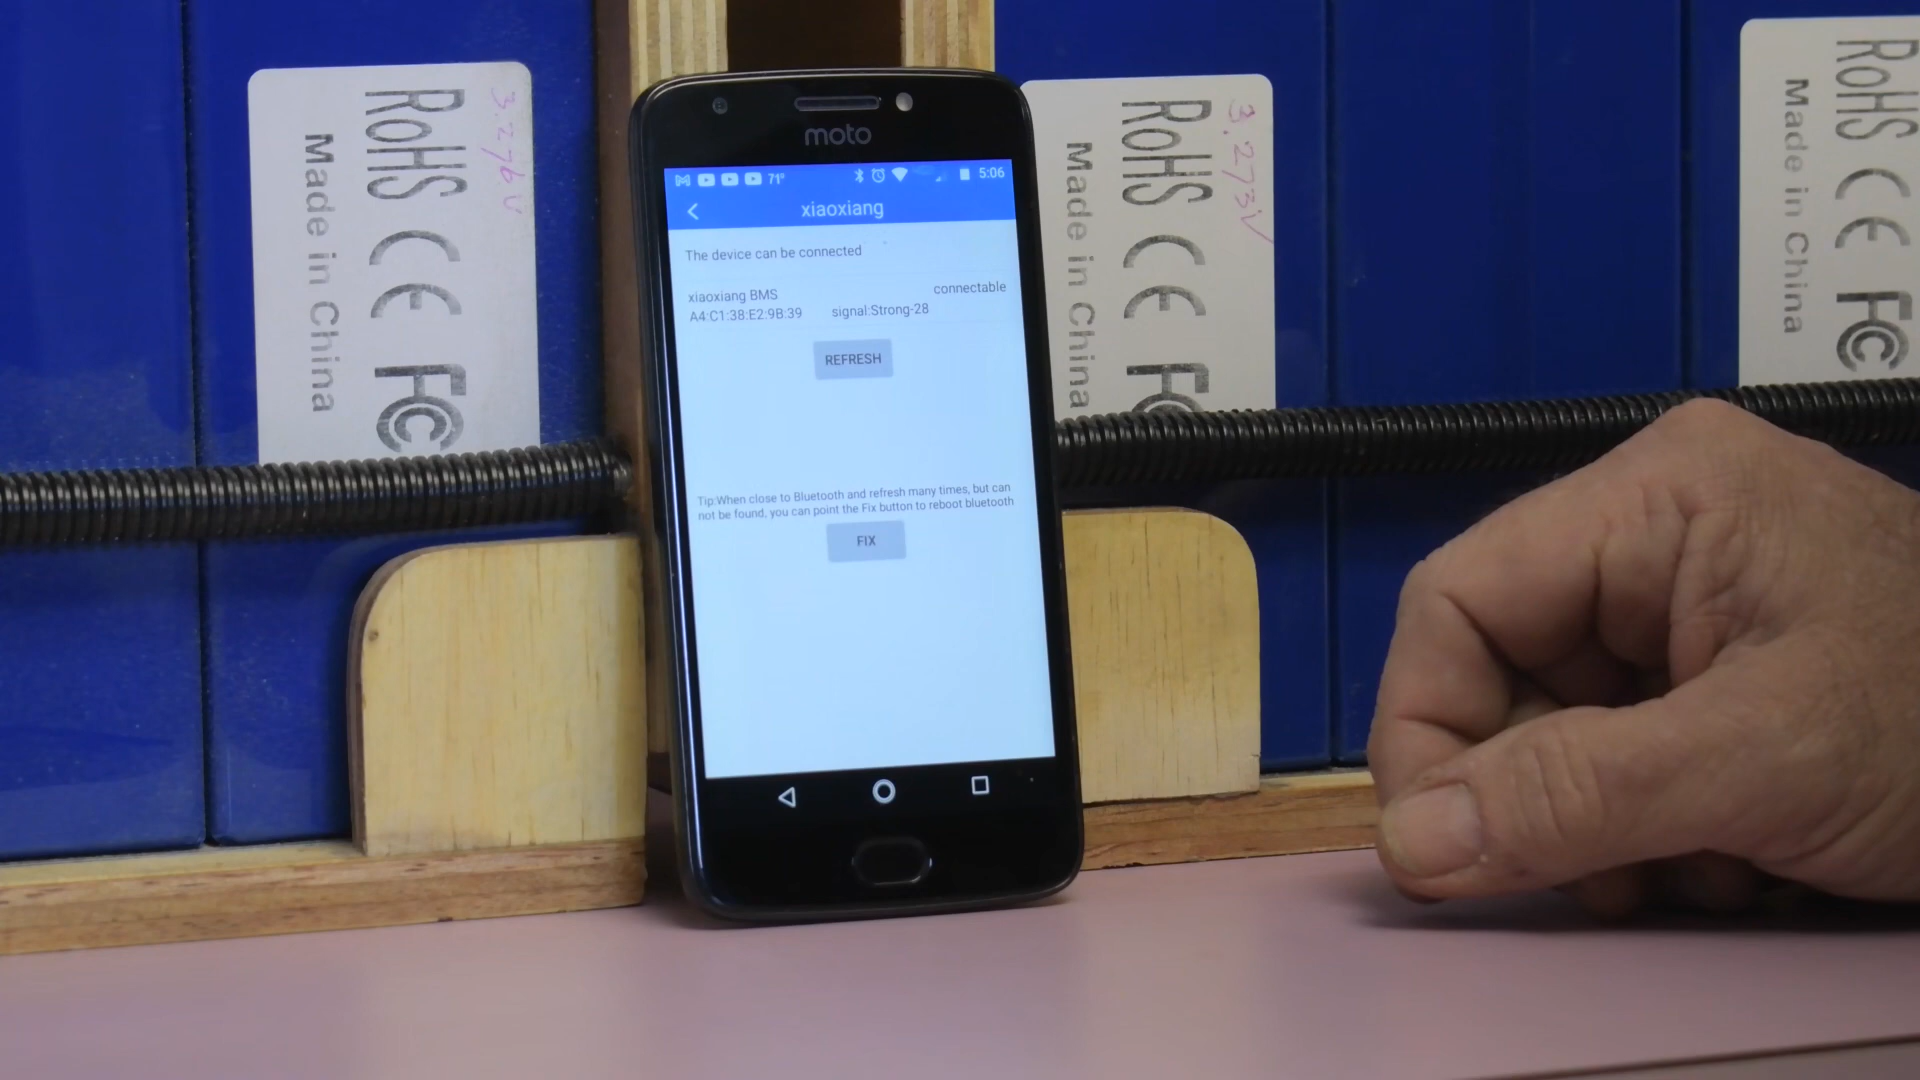 RoHS
Made in China
3.276V
moto
71° 5:06
xiaoxiang
The device can be connected
xiaoxiang BMS connectable
A4:C1:38:E2:9B:39 signal:Strong-28
REFRESH
Tip:When close to Bluetooth and refresh many times, but can
not be found, you can point the Fix button to reboot bluetooth
FIX
RoHS
Made in China
3.273V
RoHS
Made in China